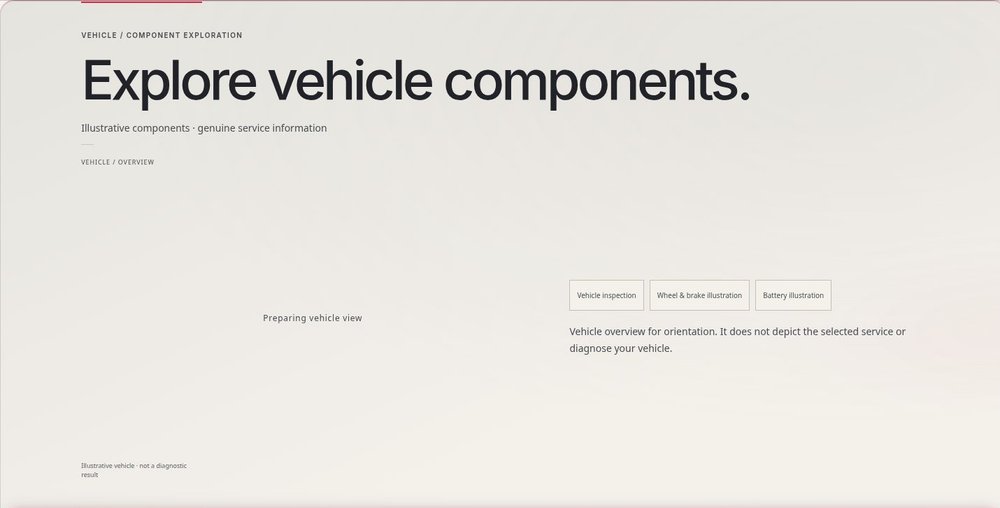 VEHICLE / COMPONENT EXPLORATION
Explore vehicle components.
Illustrative components · genuine service information
VEHICLE / OVERVIEW
Vehicle inspection
Wheel & brake illustration
Battery illustration
Preparing vehicle view
Vehicle overview for orientation. It does not depict the selected service or
diagnose your vehicle.
Illustrative vehicle · not a diagnostic
result